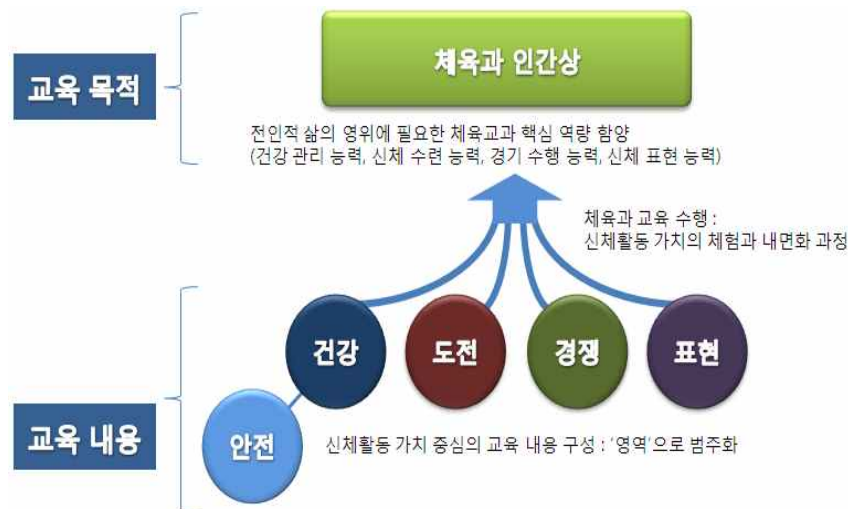 교육 목적
체육과 인간상
전인적 삶의 영위에 필요한 체육교과 핵심 역량 함양
(건강 관리 능력, 신체 수련 능력, 경기 수행 능력, 신체 표현 능력)
체육과 교육 수행 :
신체활동 가치의 체험과 내면화 과정
건강
도전
경쟁
표현
교육 내용
안전
신체활동 가치 중심의 교육 내용 구성 : ‘영역’으로 범주화